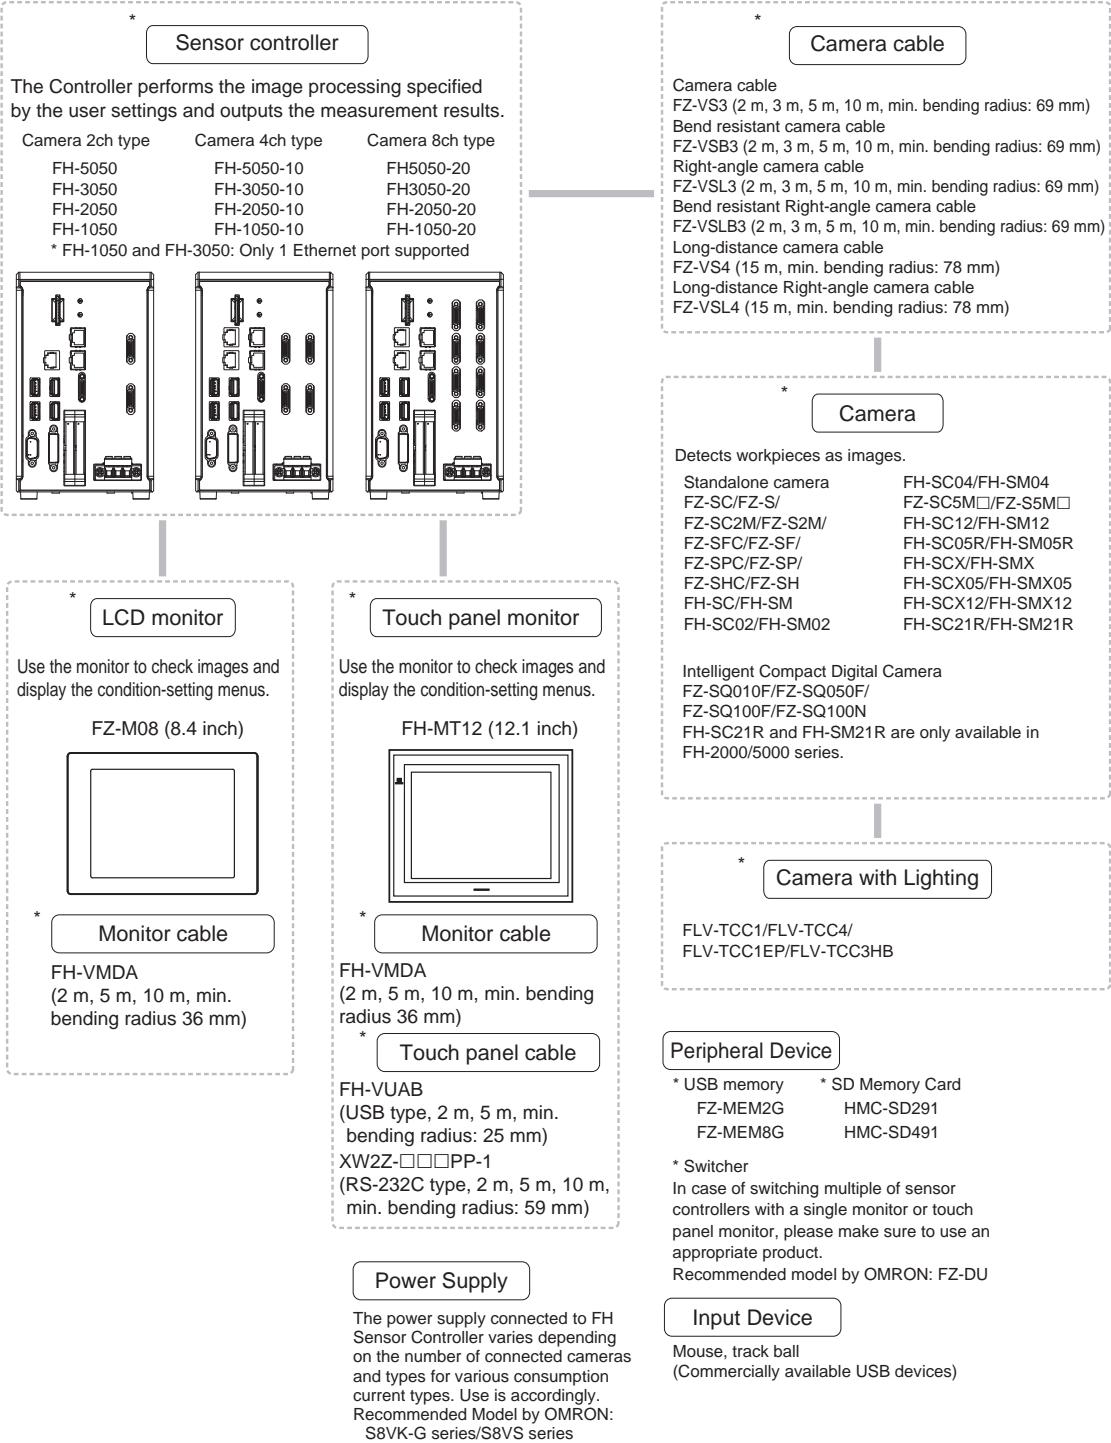 *
Sensor controller
The Controller performs the image processing specified
by the user settings and outputs the measurement results.
Camera 2ch type
FH-5050
FH-3050
FH-2050
FH-1050
Camera 4ch type
FH-5050-10
FH-3050-10
FH-2050-10
FH-1050-10
Camera 8ch type
FH5050-20
FH3050-20
FH-2050-20
FH-1050-20
* FH-1050 and FH-3050: Only 1 Ethernet port supported
*
Camera cable
Camera cable
FZ-VS3 (2 m, 3 m, 5 m, 10 m, min. bending radius: 69 mm)
Bend resistant camera cable
FZ-VSB3 (2 m, 3 m, 5 m, 10 m, min. bending radius: 69 mm)
Right-angle camera cable
FZ-VSL3 (2 m, 3 m, 5 m, 10 m, min. bending radius: 69 mm)
Bend resistant Right-angle camera cable
FZ-VSLB3 (2 m, 3 m, 5 m, 10 m, min. bending radius: 69 mm)
Long-distance camera cable
FZ-VS4 (15 m, min. bending radius: 78 mm)
Long-distance Right-angle camera cable
FZ-VSL4 (15 m, min. bending radius: 78 mm)
*
Camera
Detects workpieces as images.
Standalone camera
FZ-SC/FZ-S/
FZ-SC2M/FZ-S2M/
FZ-SFC/FZ-SF/
FZ-SPC/FZ-SP/
FZ-SHC/FZ-SH
FH-SC/FH-SM
FH-SC02/FH-SM02
FH-SC04/FH-SM04
FZ-SC5M□/FZ-S5M□
FH-SC12/FH-SM12
FH-SC05R/FH-SM05R
FH-SCX/FH-SMX
FH-SCX05/FH-SMX05
FH-SCX12/FH-SMX12
FH-SC21R/FH-SM21R
Intelligent Compact Digital Camera
FZ-SQ010F/FZ-SQ050F/
FZ-SQ100F/FZ-SQ100N
FH-SC21R and FH-SM21R are only available in
FH-2000/5000 series.
*
Camera with Lighting
FLV-TCC1/FLV-TCC4/
FLV-TCC1EP/FLV-TCC3HB
*
LCD monitor
Use the monitor to check images and
display the condition-setting menus.
FZ-M08 (8.4 inch)
*
Monitor cable
FH-VMDA
(2 m, 5 m, 10 m, min.
bending radius 36 mm)
*
Touch panel monitor
Use the monitor to check images and
display the condition-setting menus.
FH-MT12 (12.1 inch)
*
Monitor cable
FH-VMDA
(2 m, 5 m, 10 m, min. bending
radius 36 mm)
*
Touch panel cable
FH-VUAB
(USB type, 2 m, 5 m, min.
bending radius: 25 mm)
XW2Z-□□□PP-1
(RS-232C type, 2 m, 5 m, 10 m,
min. bending radius: 59 mm)
Power Supply
The power supply connected to FH
Sensor Controller varies depending
on the number of connected cameras
and types for various consumption
current types. Use is accordingly.
Recommended Model by OMRON:
S8VK-G series/S8VS series
Peripheral Device
* USB memory
FZ-MEM2G
FZ-MEM8G
* SD Memory Card
HMC-SD291
HMC-SD491
* Switcher
In case of switching multiple of sensor
controllers with a single monitor or touch
panel monitor, please make sure to use an
appropriate product.
Recommended model by OMRON: FZ-DU
Input Device
Mouse, track ball
(Commercially available USB devices)